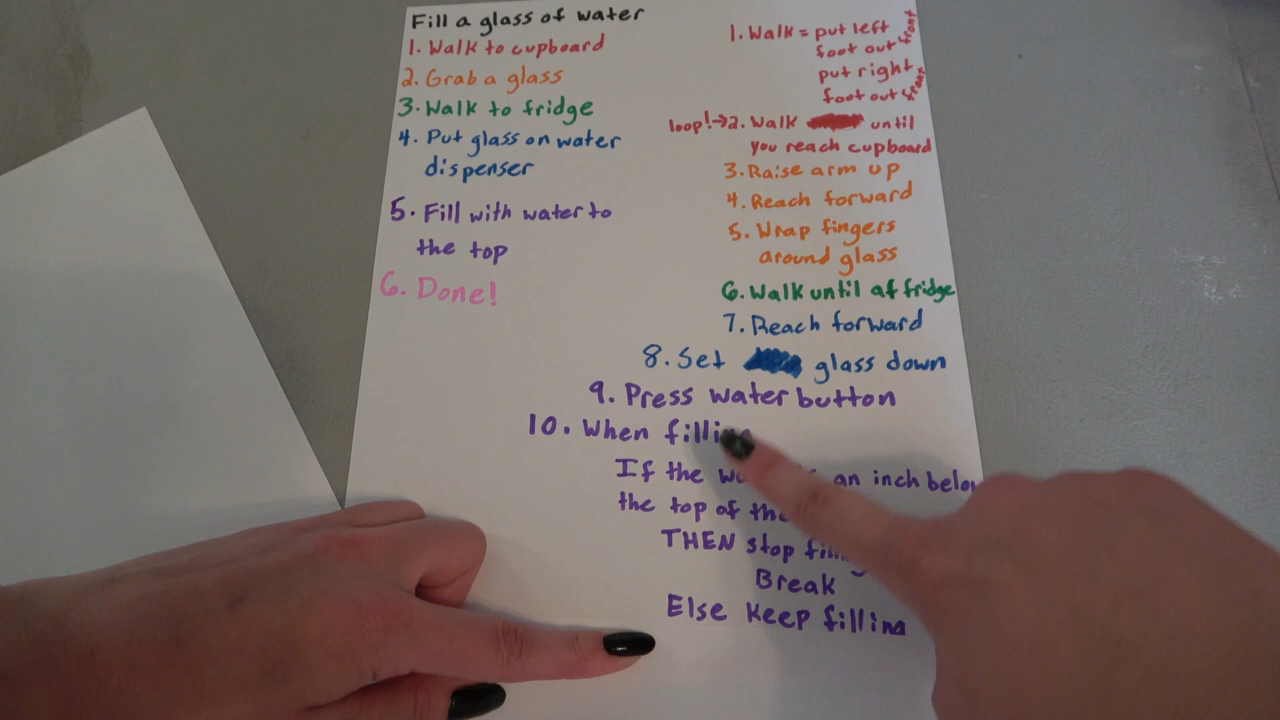 Fill a glass of water
1. Walk to cupboard
2. Grab a glass
3. Walk to fridge
4. Put glass on water
dispenser
5. Fill with water to
the top
6. Done!
1. Walk = put left
foot out front
put right
foot out front
loop!→2. Walk until
you reach cupboard
3. Raise arm up
4. Reach forward
5. Wrap fingers
around glass
6. Walk until at fridge
7. Reach forward
8. Set glass down
9. Press water button
10. When filling
If the an inch below
the top of the
THEN stop filling
Break
Else keep filling